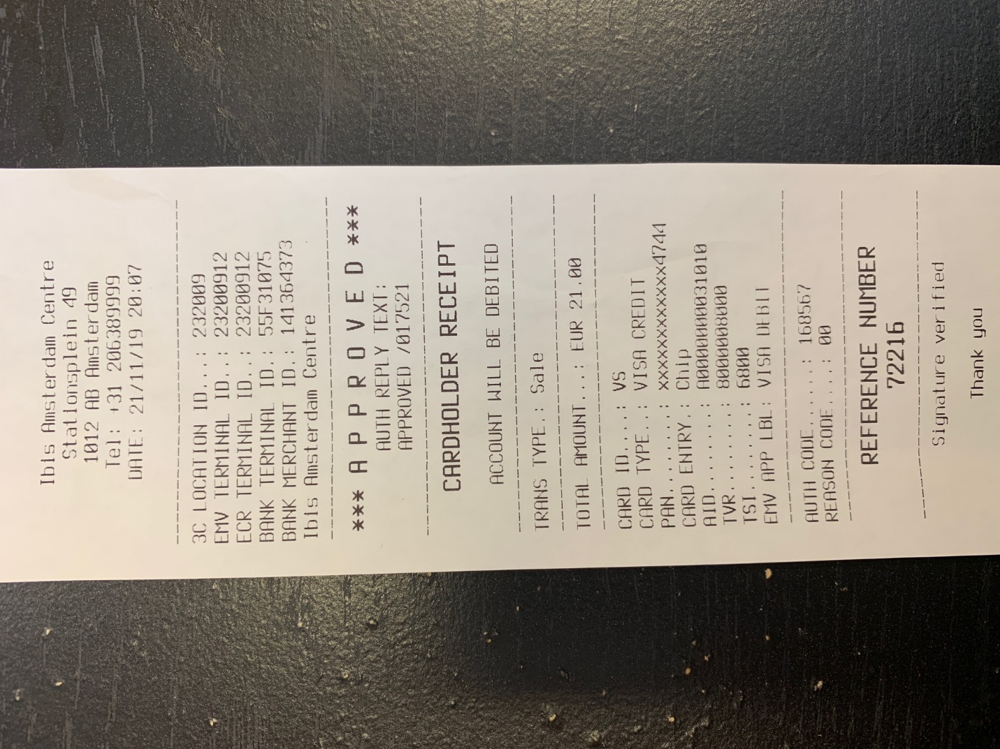 Ibis Amsterdam Centre
Stationsplein 49
1012 AB Amsterdam
Tel: +31 206389999
DATE: 21/11/19 20:07
3C LOCATION ID...: 232009
EMV TERMINAL ID..: 23200912
ECR TERMINAL ID..: 23200912
BANK TERMINAL ID.: 55F31075
BANK MERCHANT ID.: 141364373
Ibis Amsterdam Centre
*** A P P R O V E D ***
AUTH REPLY TEXT:
APPROVED /017521
CARDHOLDER RECEIPT
ACCOUNT WILL BE DEBITED
TRANS TYPE.: Sale
TOTAL AMOUNT...: EUR 21.00
CARD ID....: VS
CARD TYPE..: VISA CREDIT
PAN........: xxxxxxxxxxxx4744
CARD ENTRY.: Chip
AID........: A0000000031010
TVR........: 8000008000
TSI........: 6800
EMV APP LBL: VISA DEBIT
AUTH CODE.....: 168567
REASON CODE....: 00
REFERENCE NUMBER
72216
Signature verified
Thank you